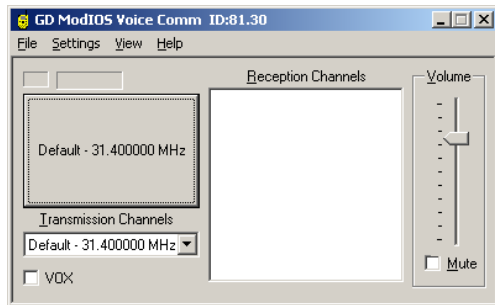 GD ModIOS Voice Comm ID:81.30
File Settings View Help
Reception Channels
Volume
Default - 31.400000 MHz
Transmission Channels
Default - 31.400000 MHz
VOX
Mute